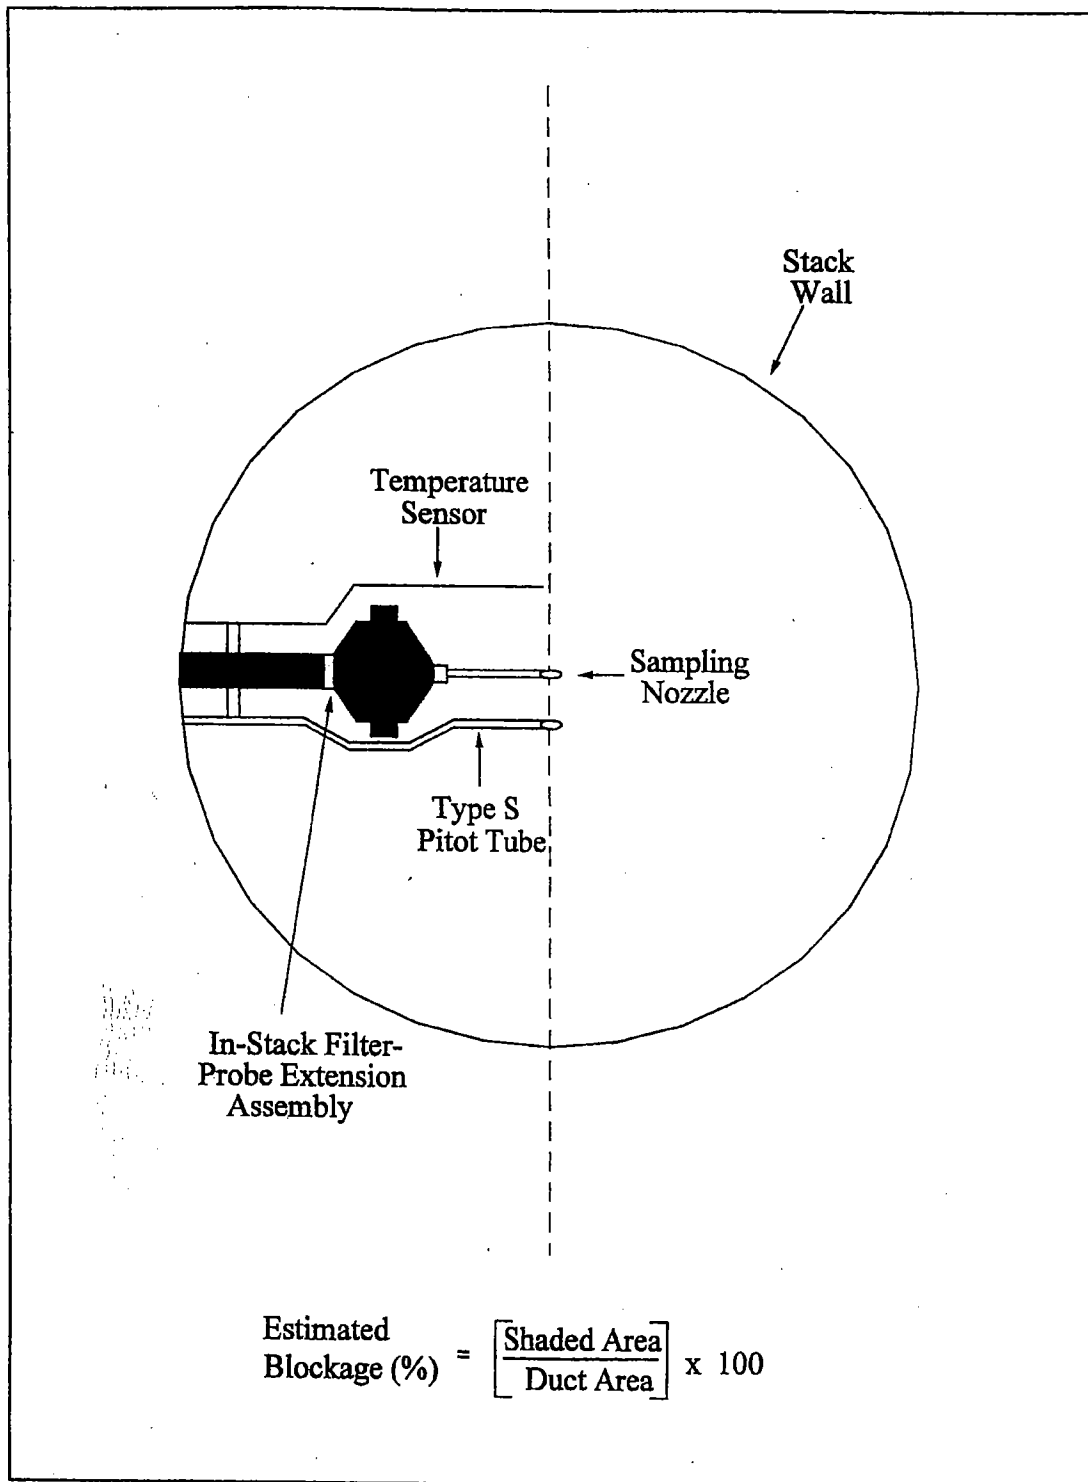 Stack
Wall
Temperature
Sensor
Sampling
Nozzle
Type S
Pitot Tube
In-Stack Filter-
Probe Extension
Assembly
Estimated
Blockage (%) = [Shaded Area / Duct Area] x 100